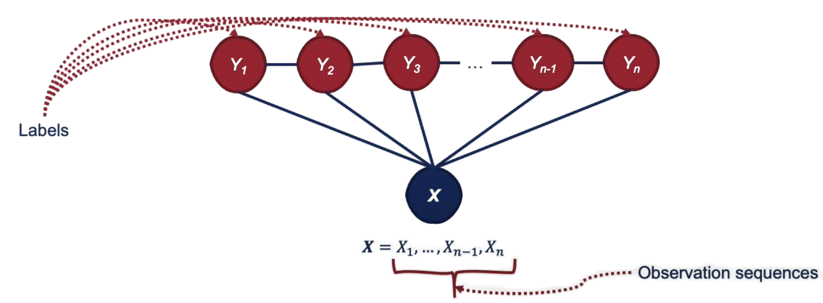 Y1 Y2 Y3 ... Yn-1 Yn
Labels
X
X = X1, ..., Xn−1, Xn
Observation sequences